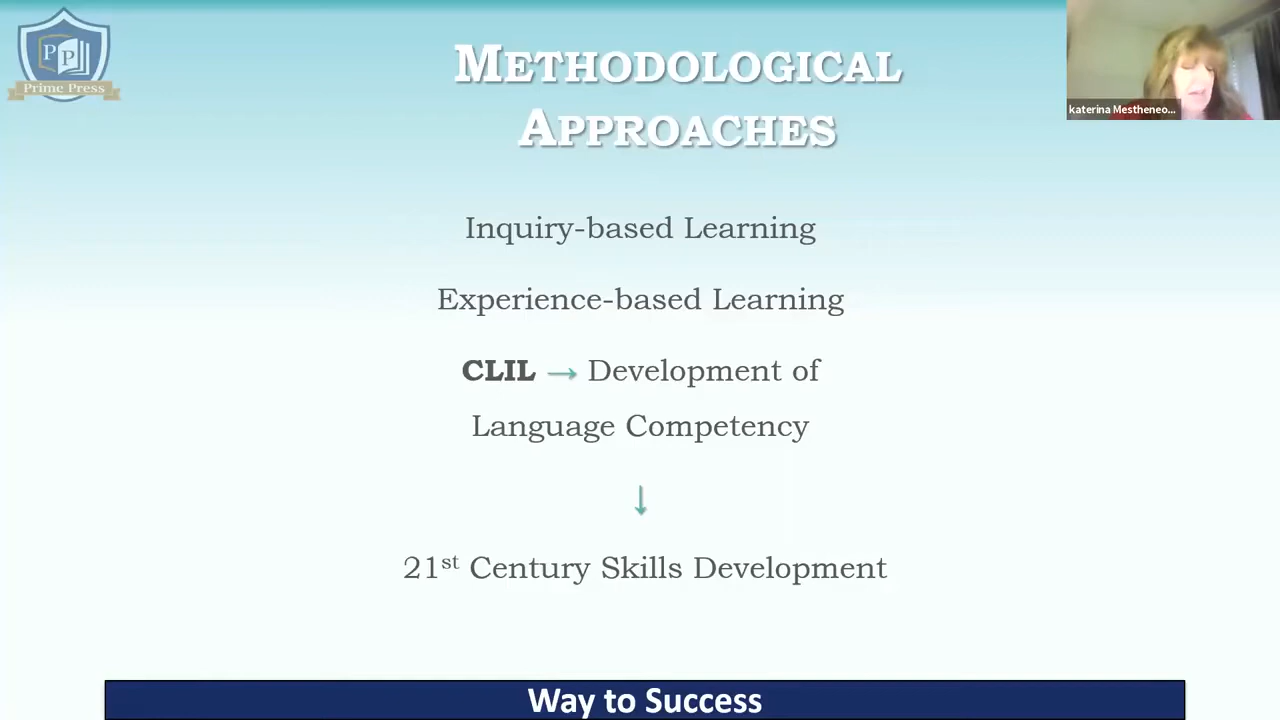 PP
Prime Press
METHODOLOGICAL
APPROACHES
katerina Mestheneo...
Inquiry-based Learning
Experience-based Learning
CLIL → Development of
Language Competency
↓
21st Century Skills Development
Way to Success